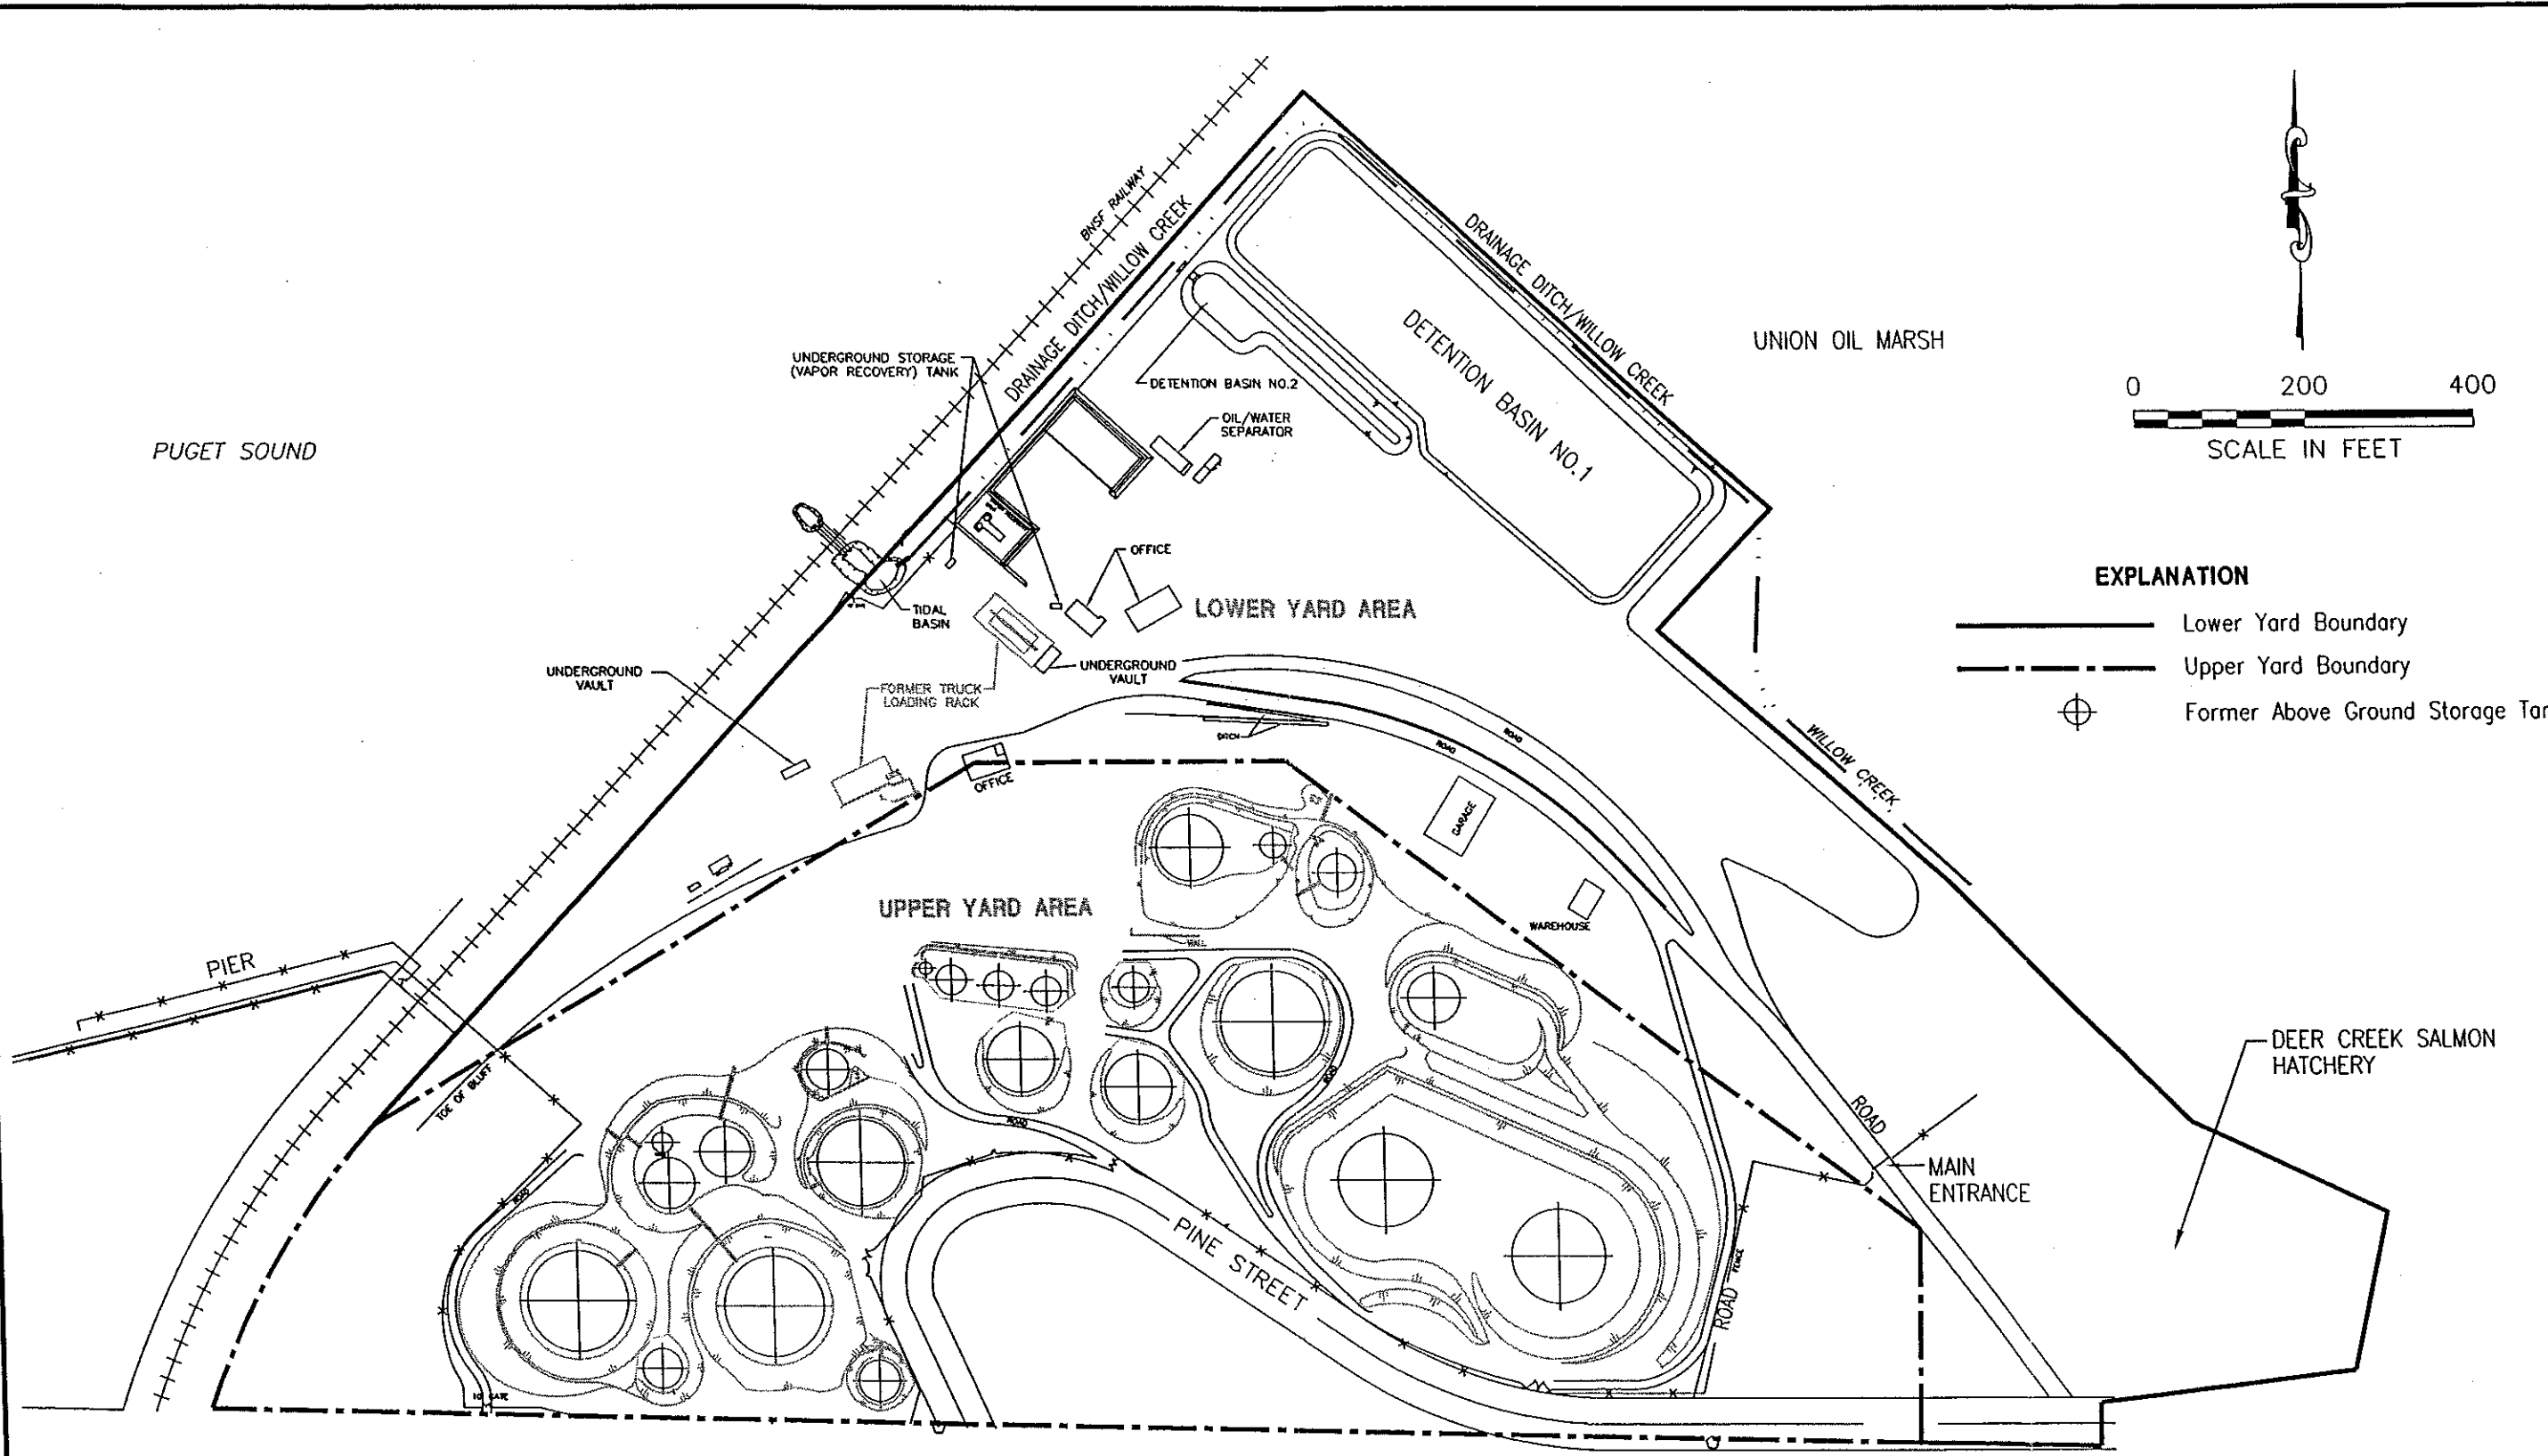 BNSF RAILWAY
DRAINAGE DITCH/WILLOW CREEK
DRAINAGE DITCH/WILLOW CREEK
UNION OIL MARSH
DETENTION BASIN NO.1
UNDERGROUND STORAGE
(VAPOR RECOVERY) TANK
DETENTION BASIN NO.2
OIL/WATER
SEPARATOR
0 200 400
SCALE IN FEET
PUGET SOUND
EXPLANATION
Lower Yard Boundary
Upper Yard Boundary
Former Above Ground Storage
OFFICE
LOWER YARD AREA
TIDAL
BASIN
UNDERGROUND
VAULT
UNDERGROUND
VAULT
FORMER TRUCK
LOADING RACK
DITCH
ROAD
ROAD
WILLOW CREEK
OFFICE
GARAGE
WAREHOUSE
UPPER YARD AREA
WALL
PIER
TOE OF BLUFF
ROAD
ROAD
ROAD
PINE STREET
ROAD
FENCE
ROAD
MAIN
ENTRANCE
DEER CREEK SALMON
HATCHERY